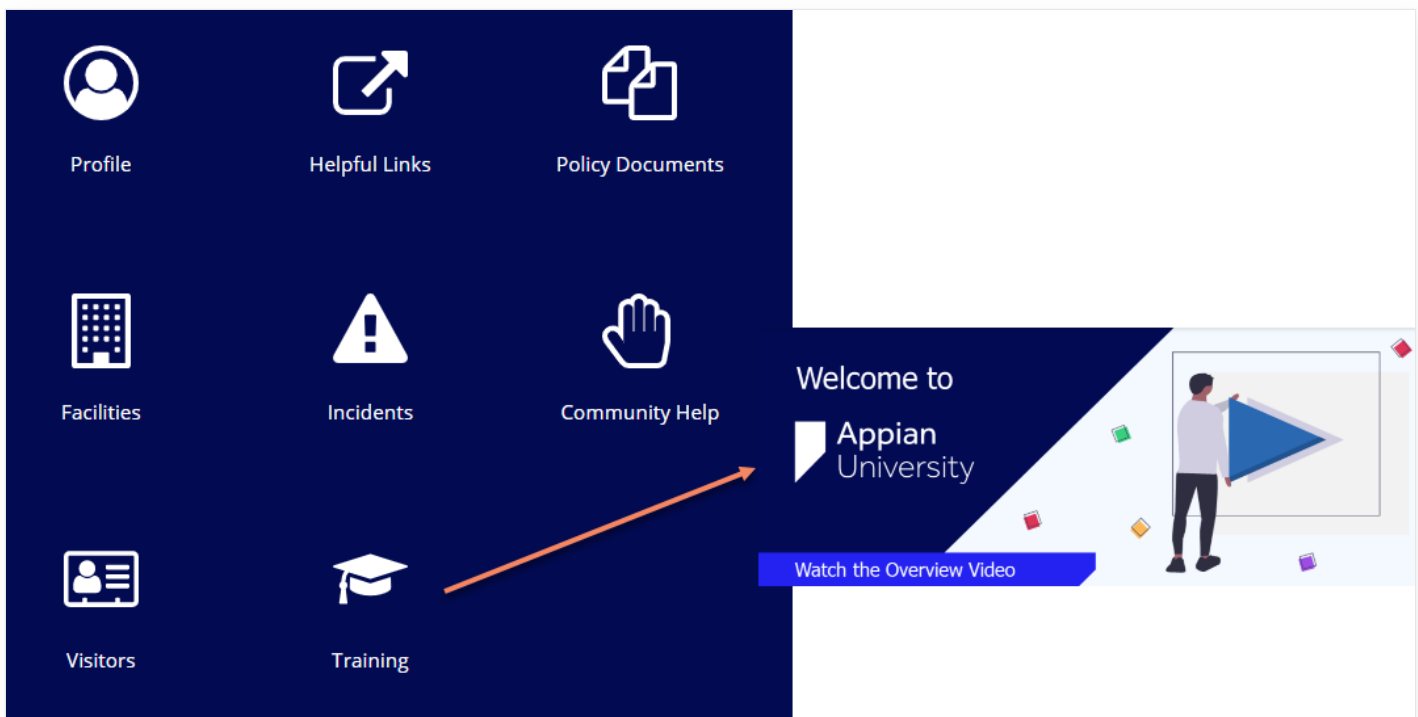 Profile
Helpful Links
Policy Documents
Facilities
Incidents
Community Help
Welcome to
Appian
University
Watch the Overview Video
Visitors
Training